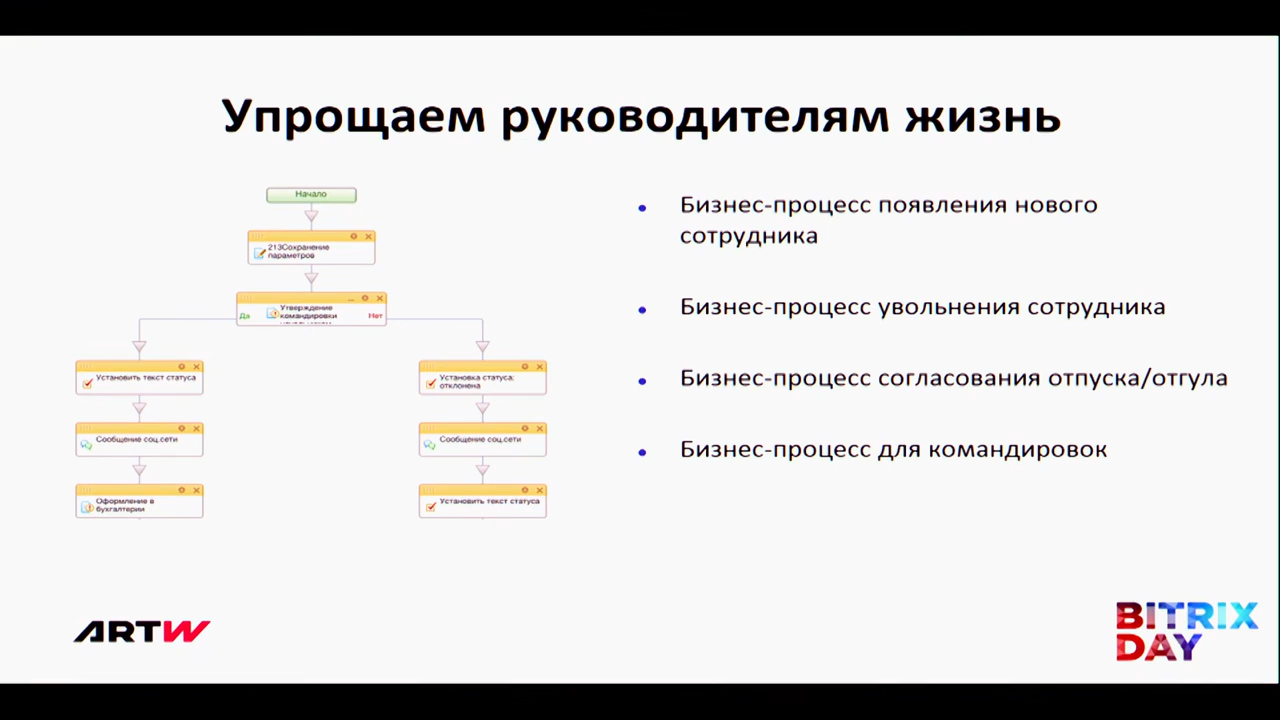 Упрощаем руководителям жизнь
Начало
213Сохранение
параметров
Утверждение
командировки
Да
Нет
Установить текст статуса
Сообщение соц.сети
Оформление в
бухгалтерии
Установка статуса:
отклонена
Сообщение соц.сети
Установить текст статуса
Бизнес-процесс появления нового
сотрудника
Бизнес-процесс увольнения сотрудника
Бизнес-процесс согласования отпуска/отгула
Бизнес-процесс для командировок
ARTW
BITRIX
DAY